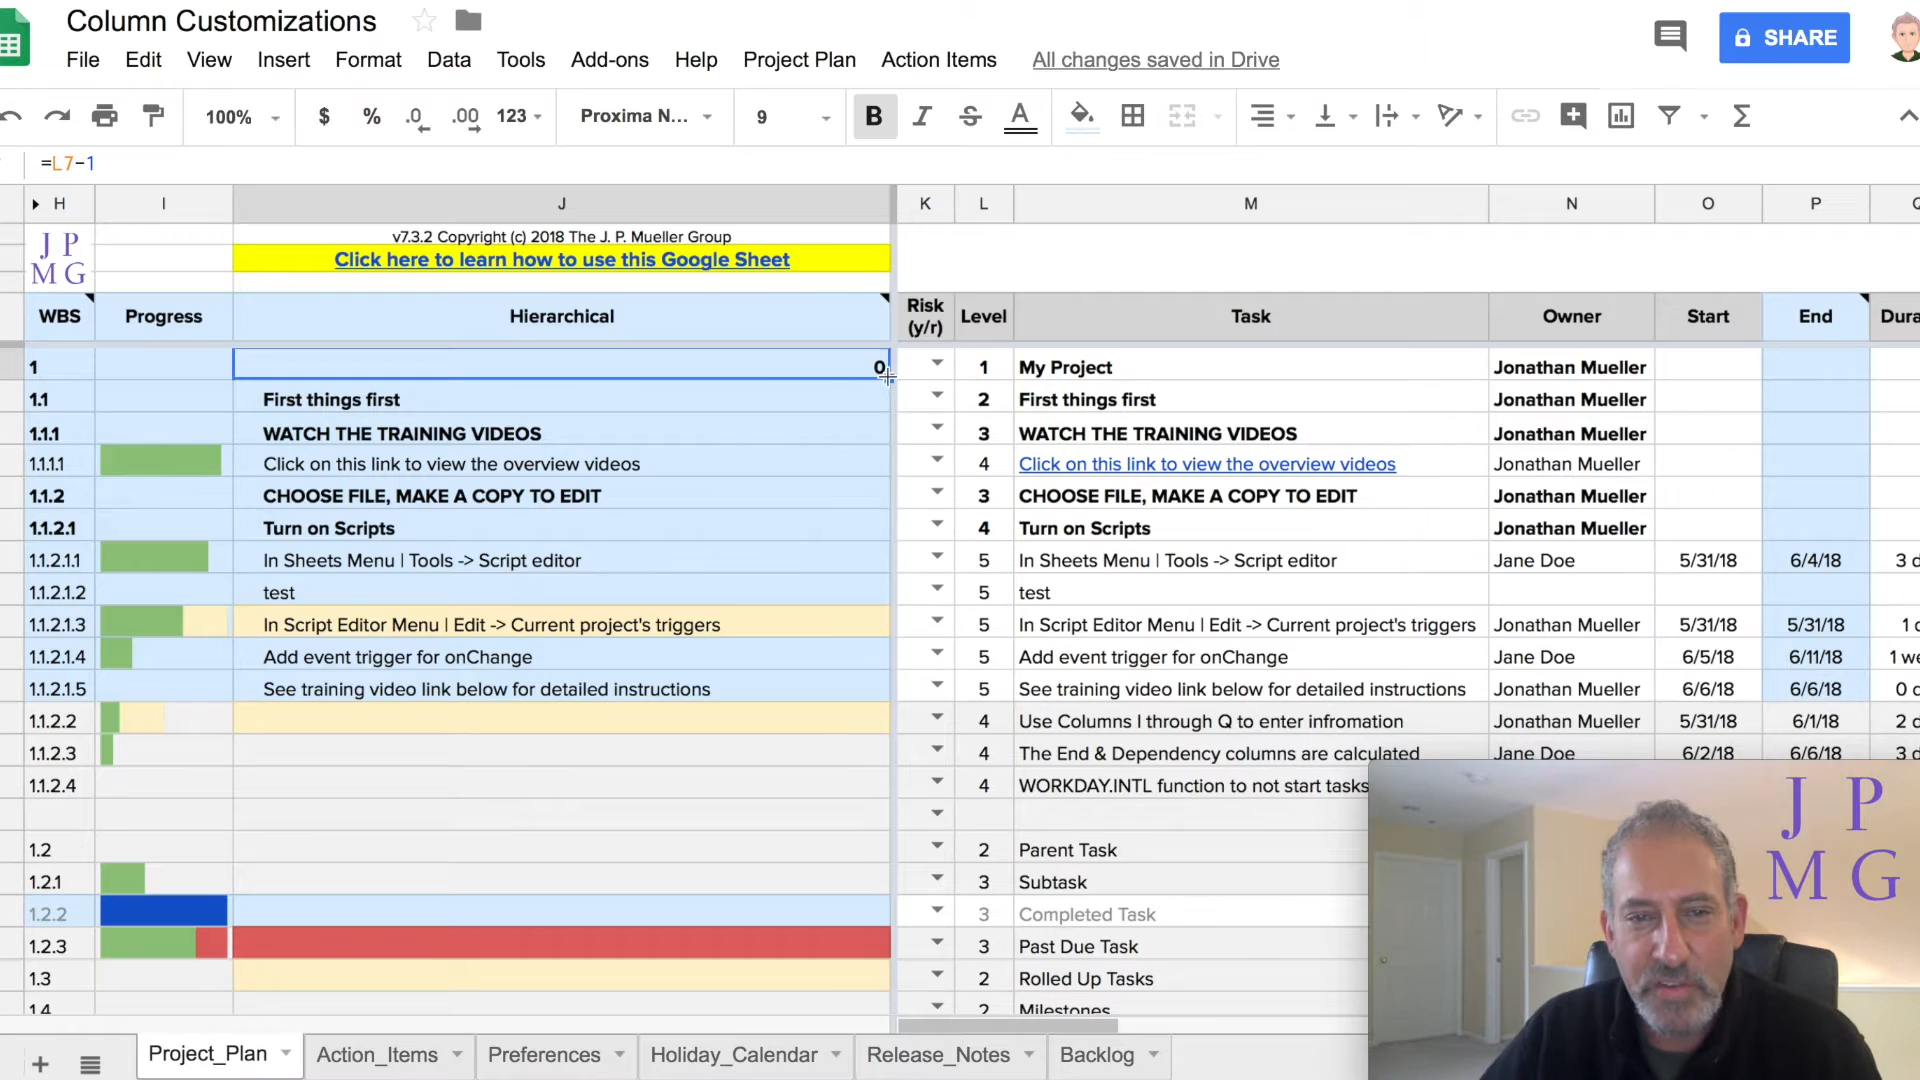 Column Customizations
File Edit View Insert Format Data Tools Add-ons Help Project Plan Action Items All changes saved in Drive
SHARE
100% $ % .0 .00 123 Proxima N... 9 B I S A
=L7-1
H I J K L M N O P Q
v7.3.2 Copyright (c) 2018 The J. P. Mueller Group
J P
M G
Click here to learn how to use this Google Sheet
WBS Progress Hierarchical Risk (y/r) Level Task Owner Start End Dura
1 0 1 My Project Jonathan Mueller
1.1 First things first 2 First things first Jonathan Mueller
1.1.1 WATCH THE TRAINING VIDEOS 3 WATCH THE TRAINING VIDEOS Jonathan Mueller
1.1.1.1 Click on this link to view the overview videos 4 Click on this link to view the overview videos Jonathan Mueller
1.1.2 CHOOSE FILE, MAKE A COPY TO EDIT 3 CHOOSE FILE, MAKE A COPY TO EDIT Jonathan Mueller
1.1.2.1 Turn on Scripts 4 Turn on Scripts Jonathan Mueller
1.1.2.1.1 In Sheets Menu | Tools -> Script editor 5 In Sheets Menu | Tools -> Script editor Jane Doe 5/31/18 6/4/18 3 d
1.1.2.1.2 test 5 test
1.1.2.1.3 In Script Editor Menu | Edit -> Current project's triggers 5 In Script Editor Menu | Edit -> Current project's triggers Jonathan Mueller 5/31/18 5/31/18 1 d
1.1.2.1.4 Add event trigger for onChange 5 Add event trigger for onChange Jane Doe 6/5/18 6/11/18 1 we
1.1.2.1.5 See training video link below for detailed instructions 5 See training video link below for detailed instructions Jonathan Mueller 6/6/18 6/6/18 0 d
1.1.2.2 4 Use Columns I through Q to enter infromation Jonathan Mueller 5/31/18 6/1/18 2 d
1.1.2.3 4 The End & Dependency columns are calculated Jane Doe 6/2/18 6/6/18 3 d
1.1.2.4 4 WORKDAY.INTL function to not start tasks
1.2 2 Parent Task
1.2.1 3 Subtask
1.2.2 3 Completed Task
1.2.3 3 Past Due Task
1.3 2 Rolled Up Tasks
1.4 2 Milestones
J P
M G
Project_Plan Action_Items Preferences Holiday_Calendar Release_Notes Backlog